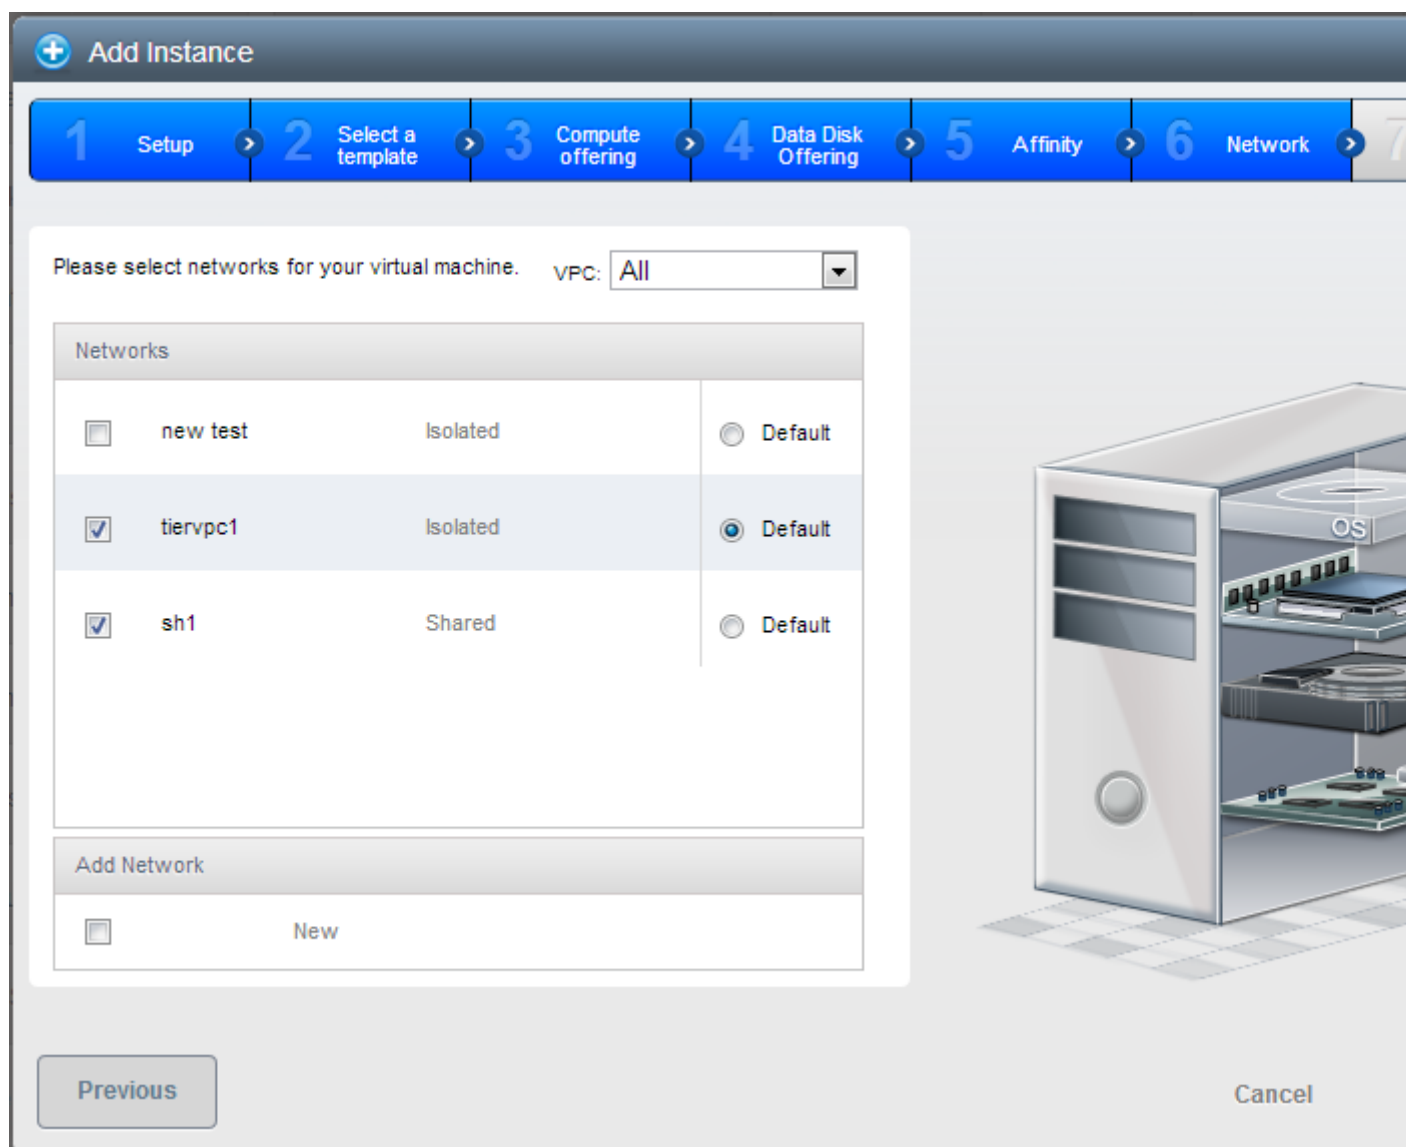 Add Instance
1 Setup
2 Select a
template
3 Compute
offering
4 Data Disk
Offering
5 Affinity
6 Network
7
Please select networks for your virtual machine. VPC: All
Networks
new test Isolated Default
tiervpc1 Isolated Default
sh1 Shared Default
OS
Add Network
New
Previous
Cancel